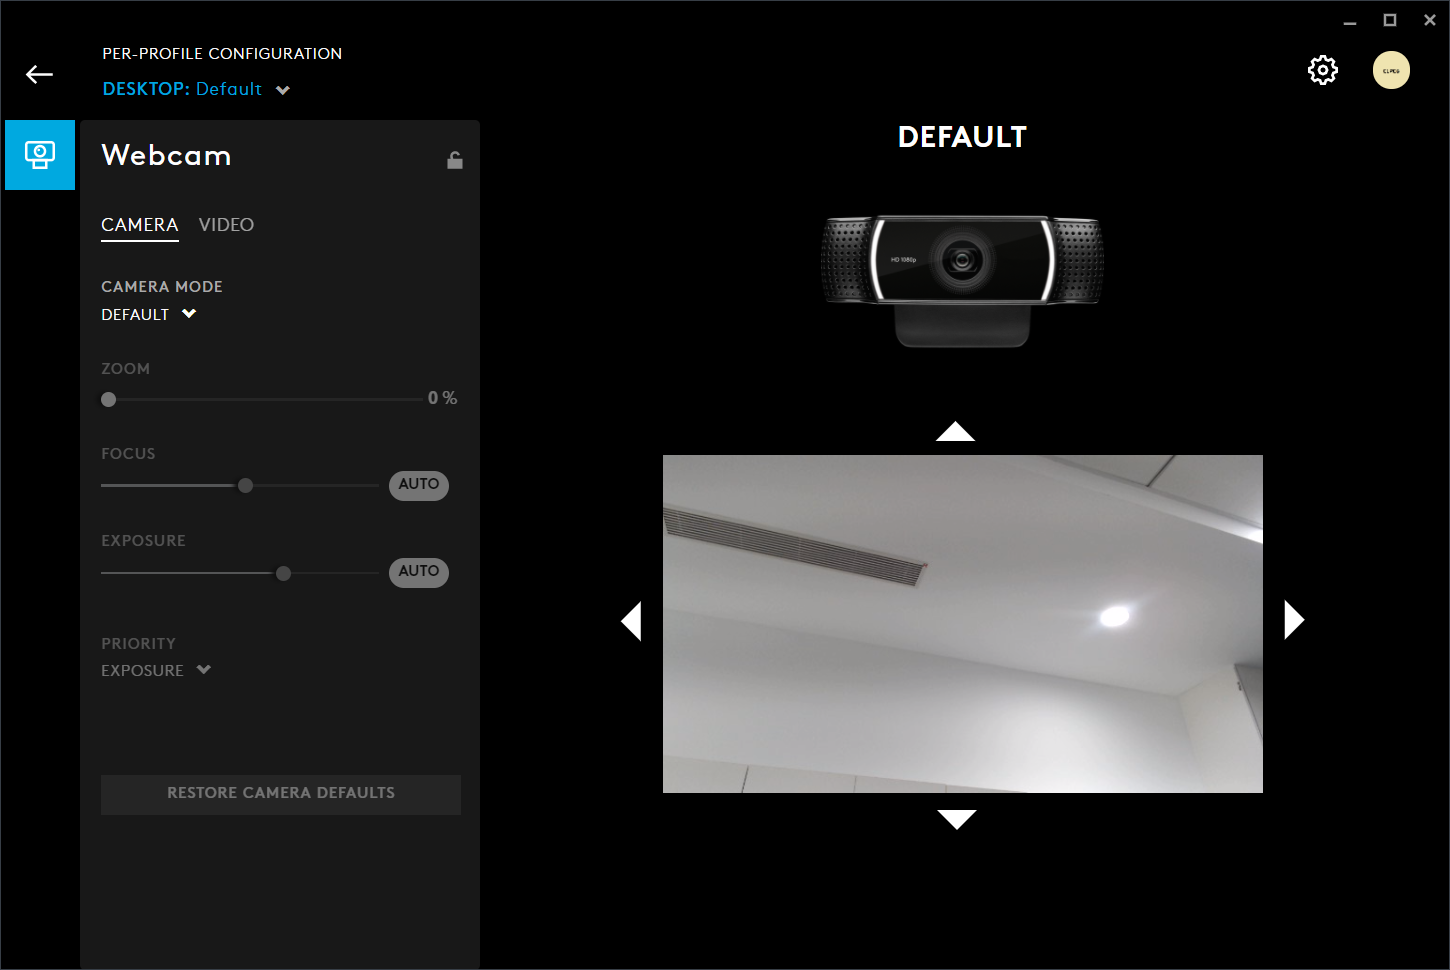 PER-PROFILE CONFIGURATION
DESKTOP: Default
DEFAULT
Webcam
CAMERA VIDEO
CAMERA MODE
DEFAULT
ZOOM
0 %
FOCUS
AUTO
EXPOSURE
AUTO
PRIORITY
EXPOSURE
RESTORE CAMERA DEFAULTS
HD 1080p